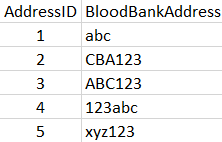 AddressID BloodBankAddress
1 abc
2 CBA123
3 ABC123
4 123abc
5 xyz123